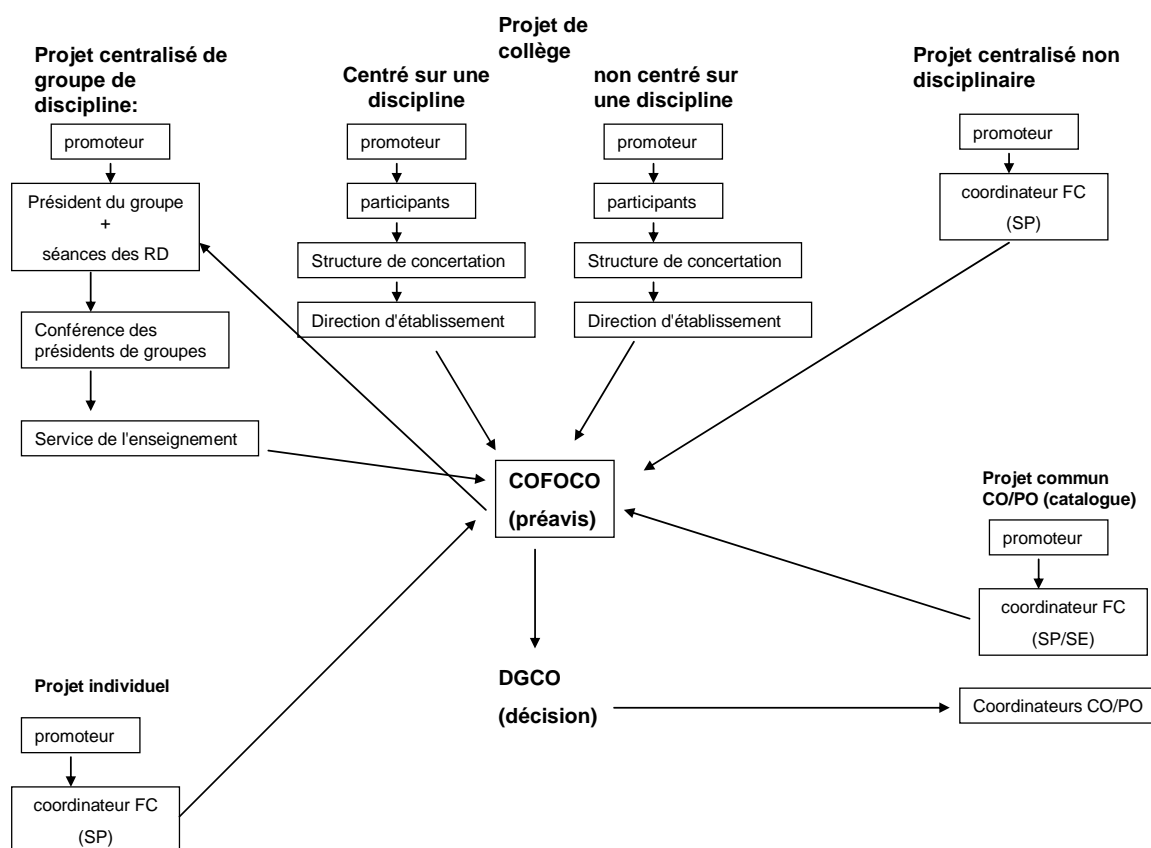 Projet centralisé de
groupe de
discipline:
promoteur
Président du groupe
+
séances des RD
Conférence des
présidents de groupes
Service de l'enseignement
Projet de
collège
Centré sur une
discipline
promoteur
participants
Structure de concertation
Direction d'établissement
non centré sur
une discipline
promoteur
participants
Structure de concertation
Direction d'établissement
Projet centralisé non
disciplinaire
promoteur
coordinateur FC
(SP)
COFOCO
(préavis)
Projet commun
CO/PO (catalogue)
promoteur
coordinateur FC
(SP/SE)
DGCO
(décision)
Coordinateurs CO/PO
Projet individuel
promoteur
coordinateur FC
(SP)